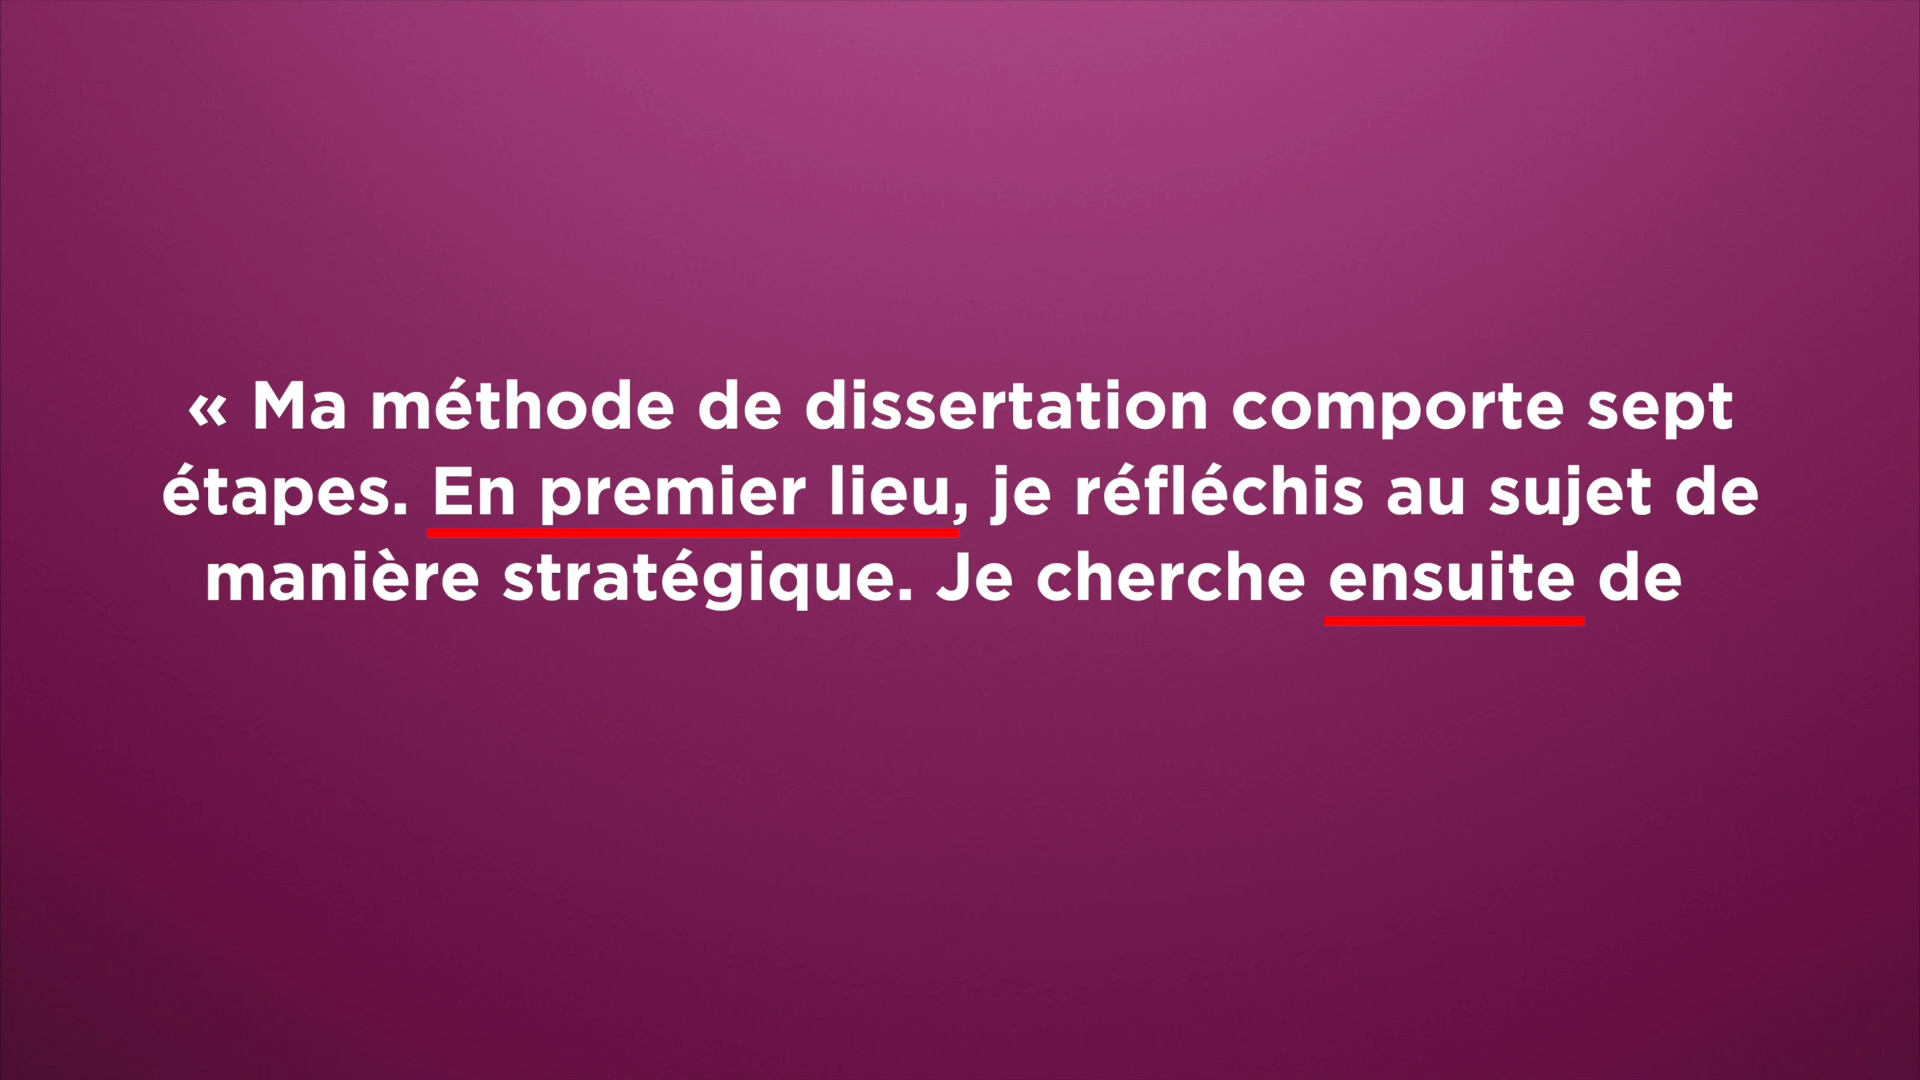 « Ma méthode de dissertation comporte sept
étapes. En premier lieu, je réfléchis au sujet de
manière stratégique. Je cherche ensuite de